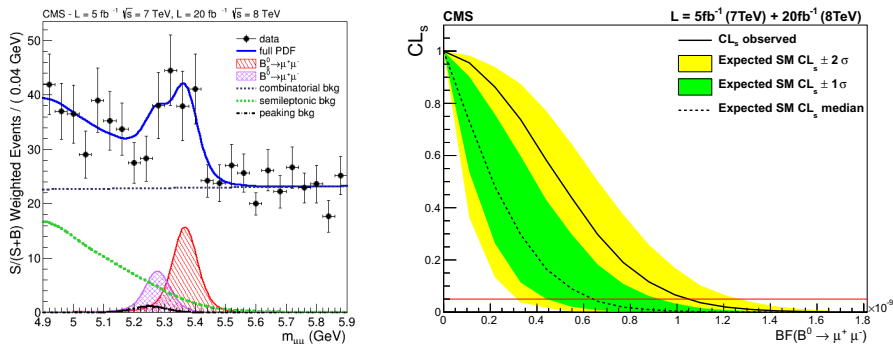 CMS - L = 5 fb⁻¹ √s = 7 TeV, L = 20 fb⁻¹ √s = 8 TeV
S/(S+B) Weighted Events / ( 0.04 GeV)
50
40
30
20
10
0
data
full PDF
B⁰ₛ→μ⁺μ⁻
B⁰→μ⁺μ⁻
combinatorial bkg
semileptonic bkg
peaking bkg
4.9 5 5.1 5.2 5.3 5.4 5.5 5.6 5.7 5.8 5.9
m_μμ (GeV)
CMS L = 5fb⁻¹ (7TeV) + 20fb⁻¹ (8TeV)
CLₛ
1
0.8
0.6
0.4
0.2
0
CLₛ observed
Expected SM CLₛ ± 2 σ
Expected SM CLₛ ± 1 σ
Expected SM CLₛ median
0 0.2 0.4 0.6 0.8 1 1.2 1.4 1.6 1.8
×10⁻⁹
BF(B⁰ → μ⁺ μ⁻)